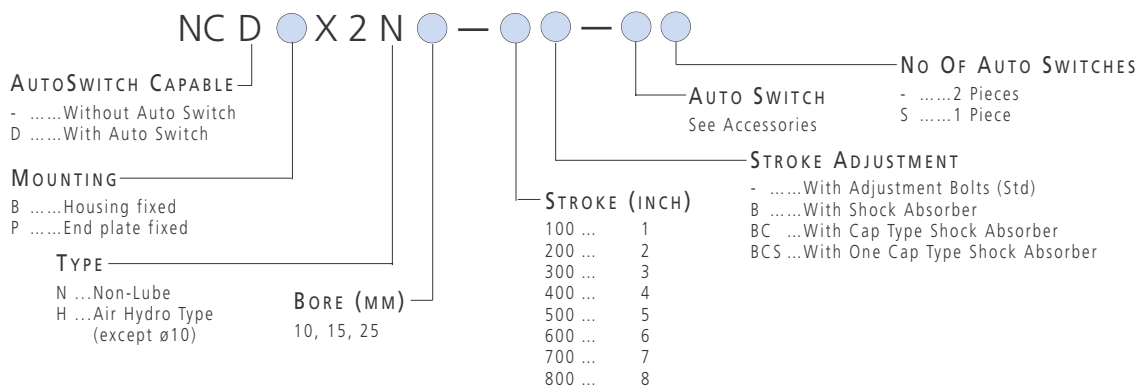 NC D X 2 N — —
AUTOSWITCH CAPABLE
- ......Without Auto Switch
D ......With Auto Switch
MOUNTING
B ......Housing fixed
P ......End plate fixed
TYPE
N ...Non-Lube
H ...Air Hydro Type
(except ø10)
BORE (MM)
10, 15, 25
STROKE (INCH)
100 ... 1
200 ... 2
300 ... 3
400 ... 4
500 ... 5
600 ... 6
700 ... 7
800 ... 8
STROKE ADJUSTMENT
- ......With Adjustment Bolts (Std)
B ......With Shock Absorber
BC ...With Cap Type Shock Absorber
BCS ...With One Cap Type Shock Absorber
AUTO SWITCH
See Accessories
NO OF AUTO SWITCHES
- ......2 Pieces
S ......1 Piece